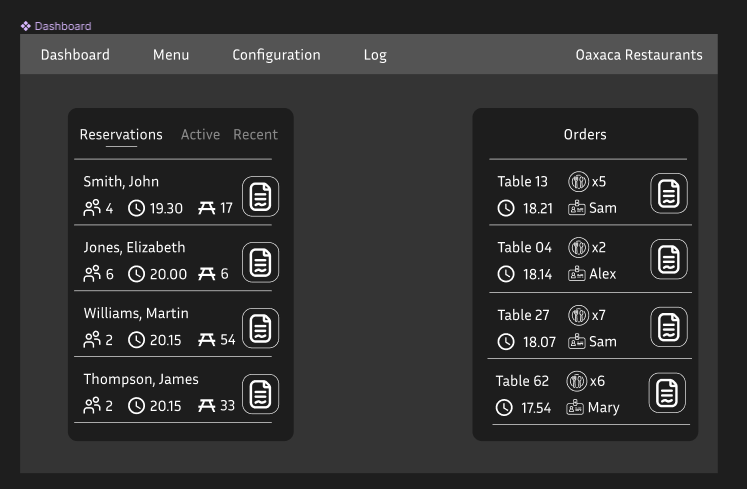 Dashboard
Dashboard Menu Configuration Log Oaxaca Restaurants
Reservations Active Recent
Smith, John
4 19.30 17
Jones, Elizabeth
6 20.00 6
Williams, Martin
2 20.15 54
Thompson, James
2 20.15 33
Orders
Table 13 x5
18.21 Sam
Table 04 x2
18.14 Alex
Table 27 x7
18.07 Sam
Table 62 x6
17.54 Mary